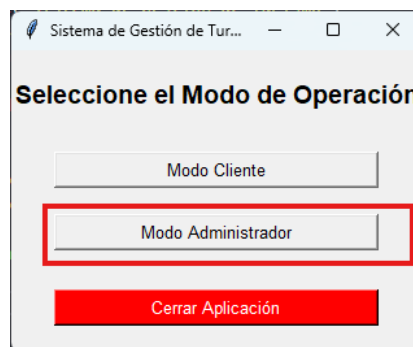 Sistema de Gestión de Tur...
Seleccione el Modo de Operación
Modo Cliente
Modo Administrador
Cerrar Aplicación